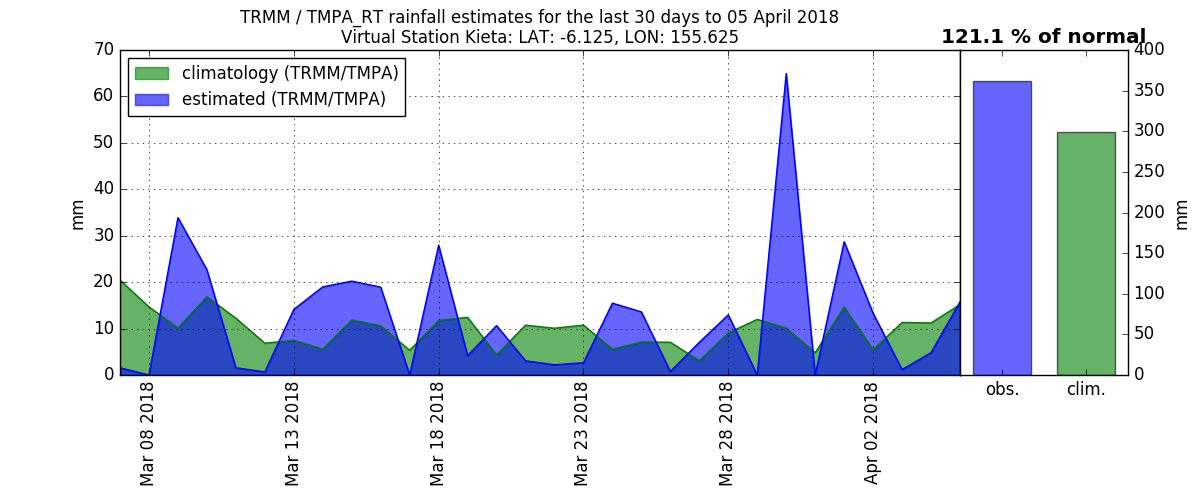 TRMM / TMPA_RT rainfall estimates for the last 30 days to 05 April 2018
Virtual Station Kieta: LAT: -6.125, LON: 155.625
121.1 % of normal
climatology (TRMM/TMPA)
estimated (TRMM/TMPA)
mm
70
60
50
40
30
20
10
0
Mar 08 2018
Mar 13 2018
Mar 18 2018
Mar 23 2018
Mar 28 2018
Apr 02 2018
obs.
clim.
400
350
300
250
200
150
100
50
0
mm